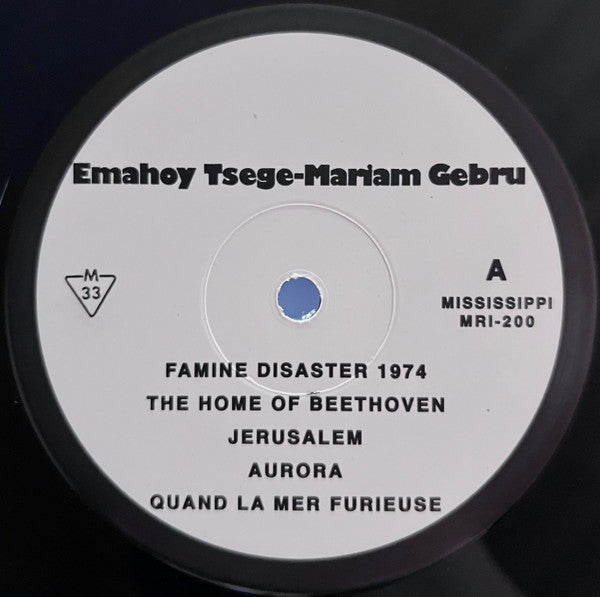 Emahoy Tsege-Mariam Gebru
M
33
A
MISSISSIPPI
MRI-200
FAMINE DISASTER 1974
THE HOME OF BEETHOVEN
JERUSALEM
AURORA
QUAND LA MER FURIEUSE